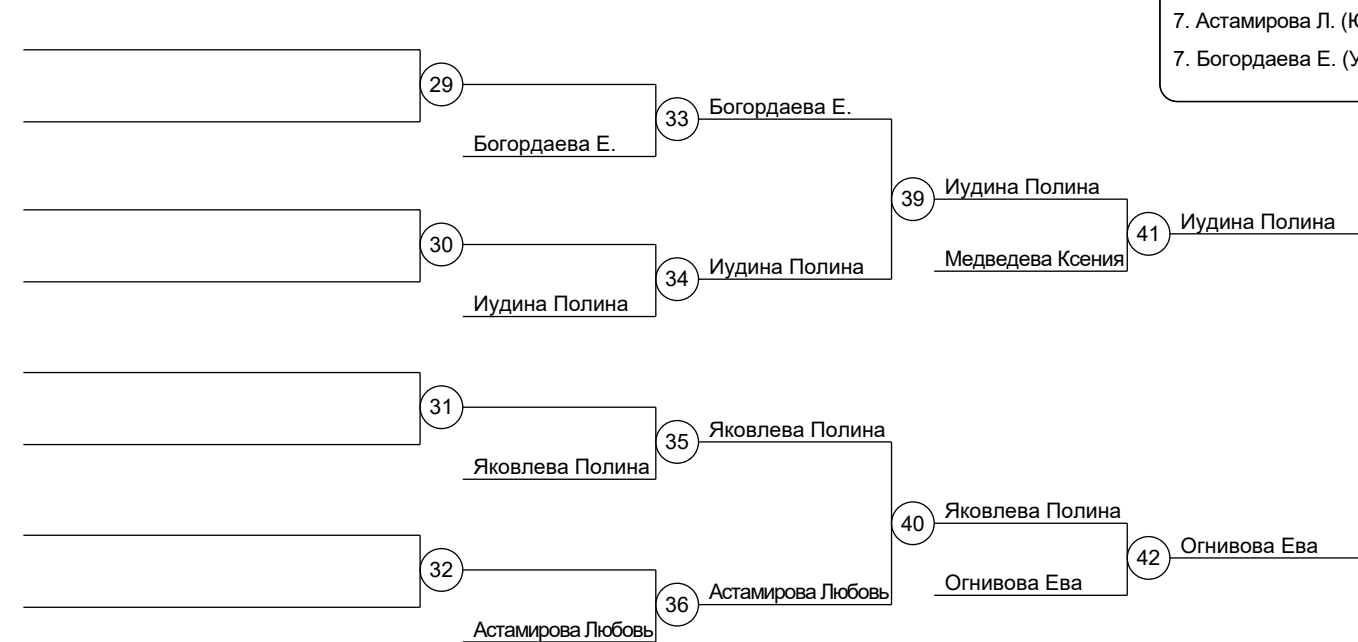 7. Астамирова Л. (
7. Богордаева Е. (У
29
33
Богордаева Е.
Богордаева Е.
39
Иудина Полина
30
41
Иудина Полина
34
Иудина Полина
Медведева Ксения
Иудина Полина
31
35
Яковлева Полина
Яковлева Полина
40
Яковлева Полина
32
42
Огнивова Ева
36
Астамирова Любовь
Огнивова Ева
Астамирова Любовь